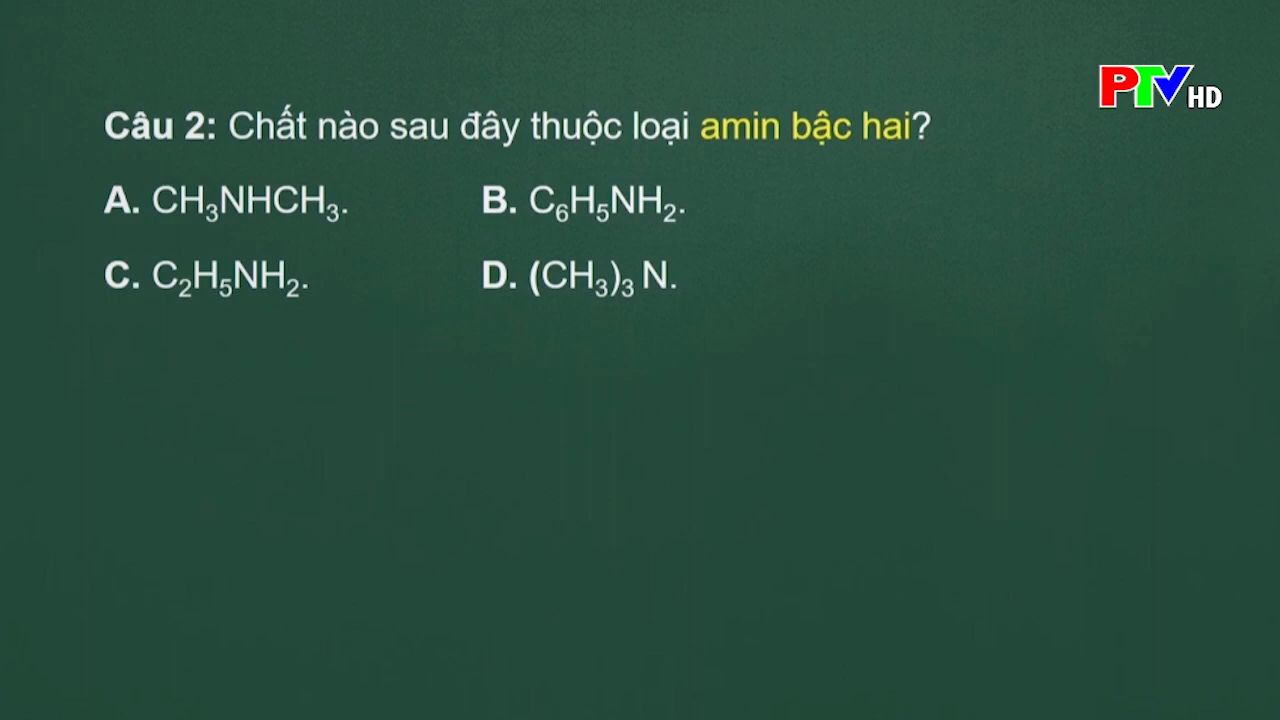 PTV HD
Câu 2: Chất nào sau đây thuộc loại amin bậc hai?
A. CH₃NHCH₃. B. C₆H₅NH₂.
C. C₂H₅NH₂. D. (CH₃)₃ N.